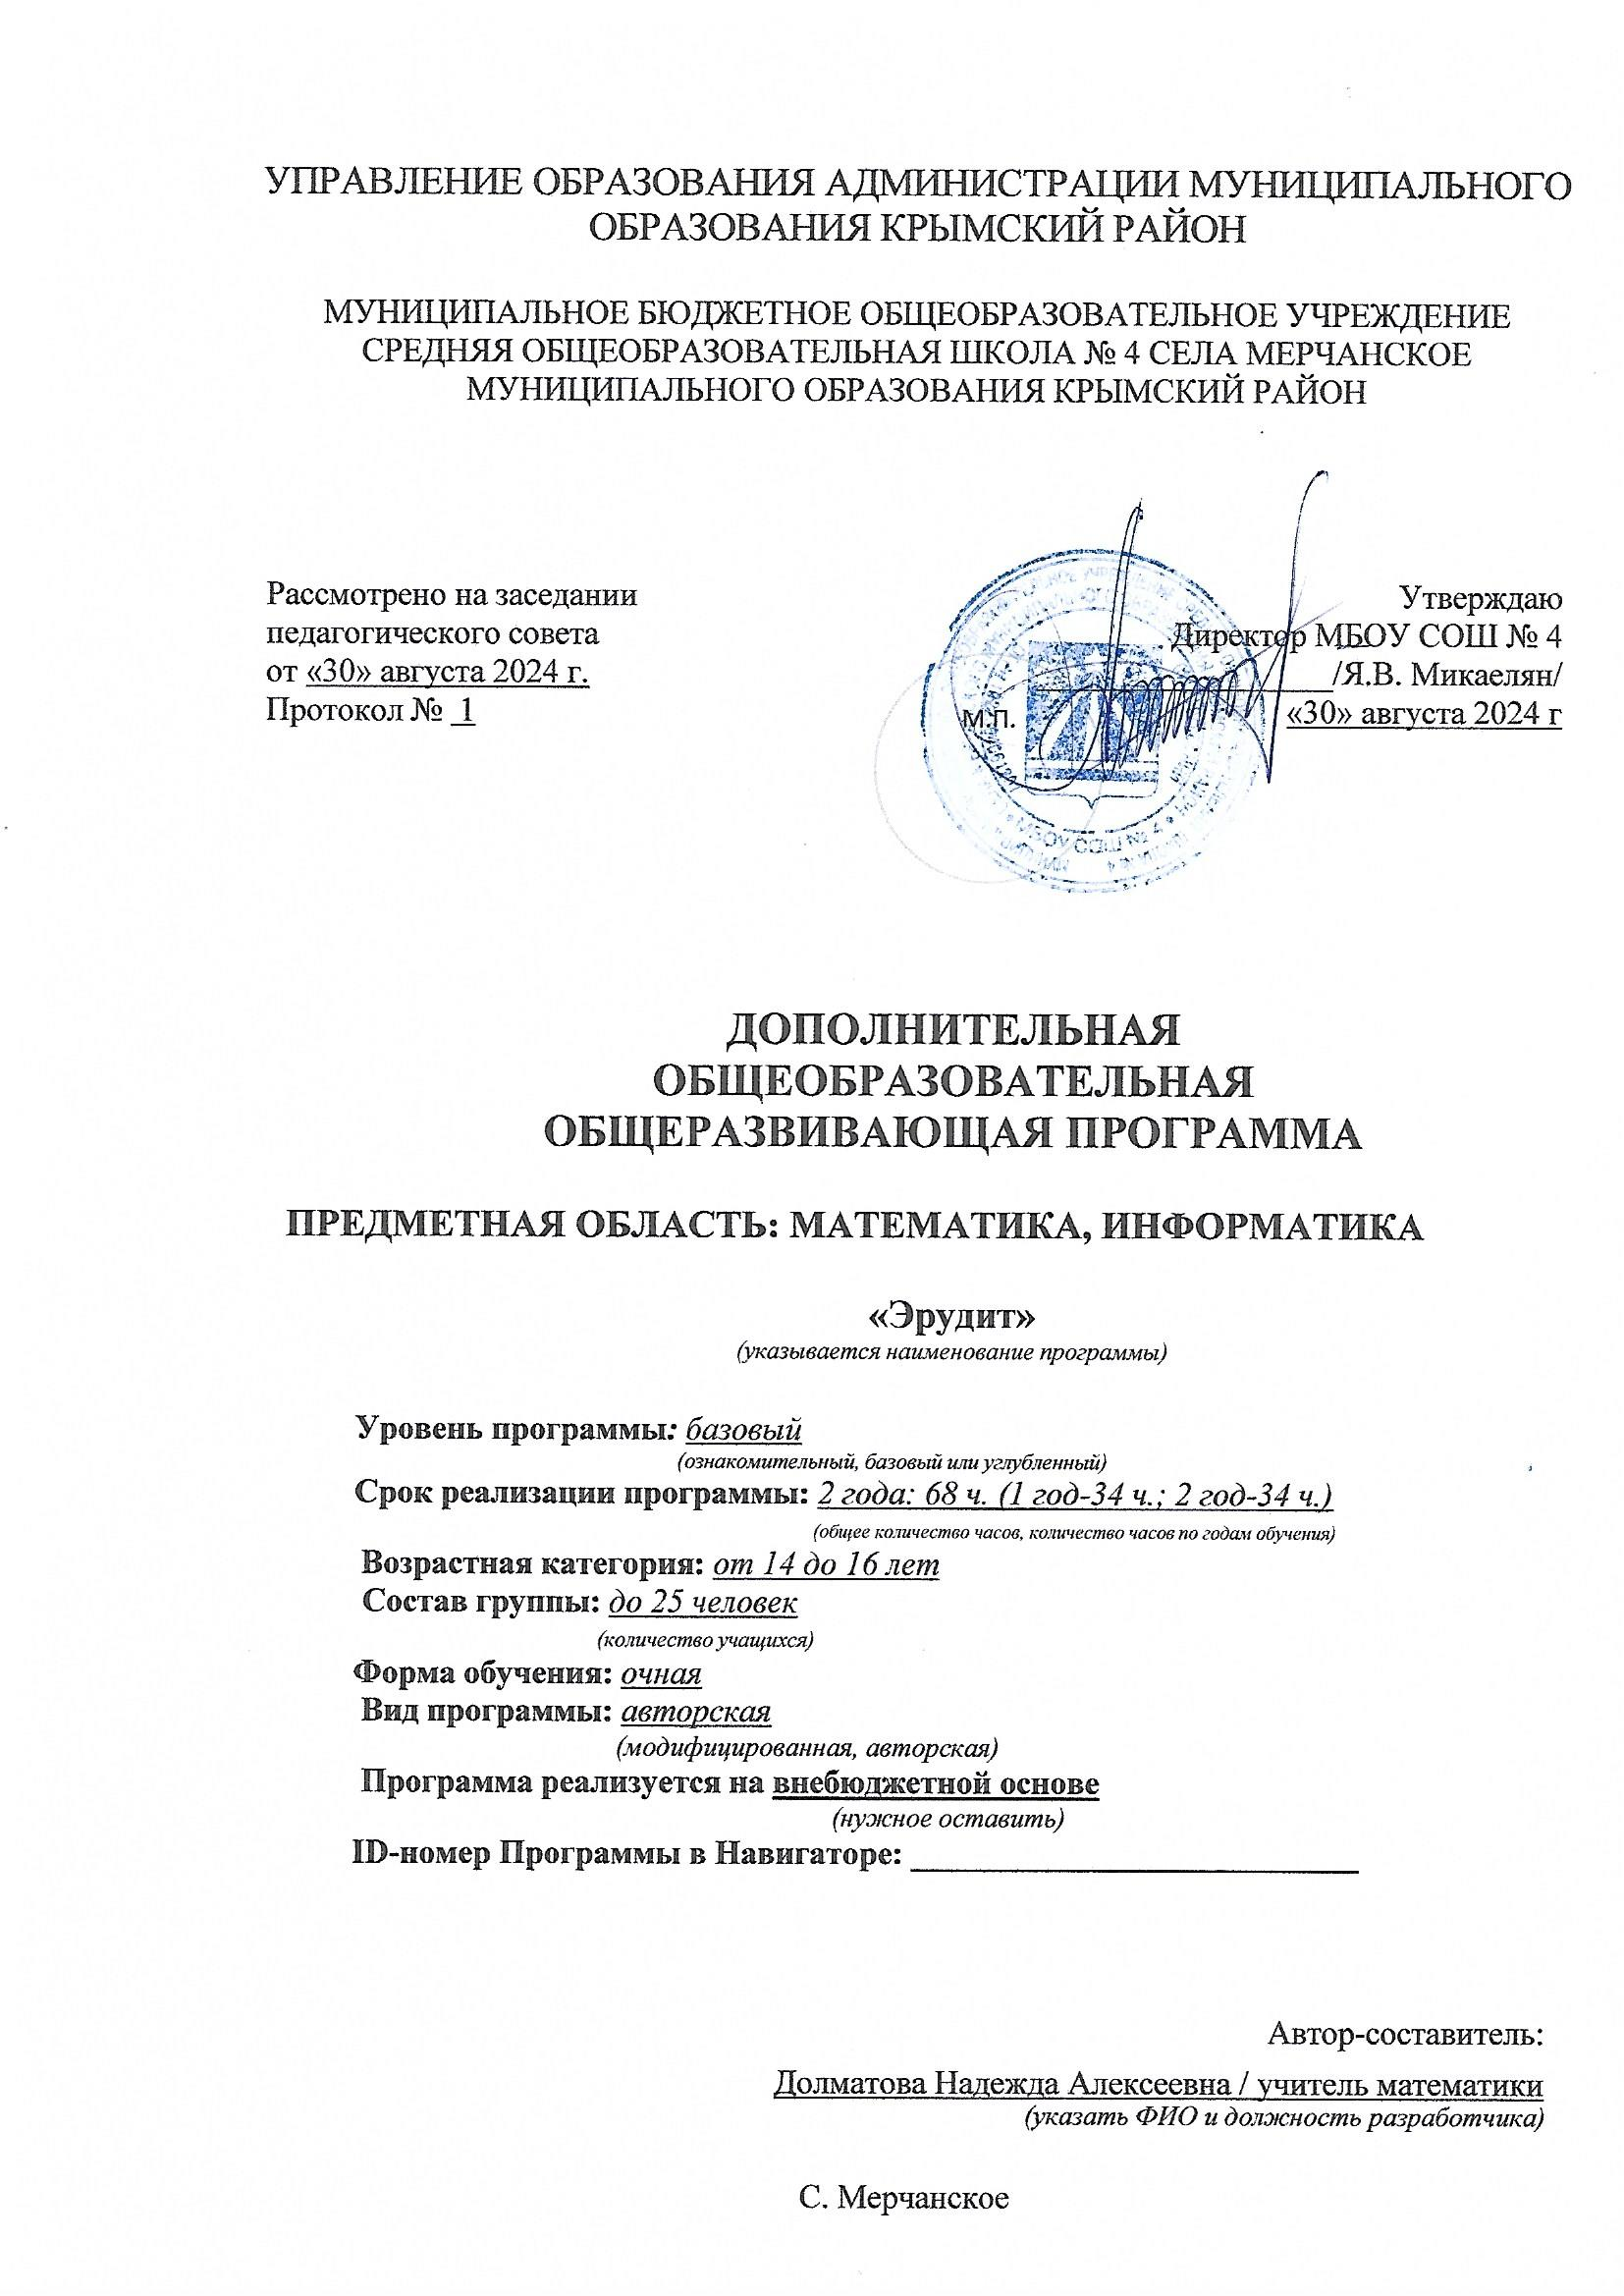 УПРАВЛЕНИЕ ОБРАЗОВАНИЯ АДМИНИСТРАЦИИ МУНИЦИПАЛЬНОГО
ОБРАЗОВАНИЯ КРЫМСКИЙ РАЙОН
МУНИЦИПАЛЬНОЕ БЮДЖЕТНОЕ ОБЩЕОБРАЗОВАТЕЛЬНОЕ УЧРЕЖДЕНИЕ
СРЕДНЯЯ ОБЩЕОБРАЗОВАТЕЛЬНАЯ ШКОЛА № 4 СЕЛА МЕРЧАНСКОЕ
МУНИЦИПАЛЬНОГО ОБРАЗОВАНИЯ КРЫМСКИЙ РАЙОН
Рассмотрено на заседании
педагогического совета
от «30» августа 2024 г.
Протокол № 1
Утверждаю
Директор МБОУ СОШ № 4
/Я.В. Микаелян/
М.П.
«30» августа 2024 г
ДОПОЛНИТЕЛЬНАЯ
ОБЩЕОБРАЗОВАТЕЛЬНАЯ
ОБЩЕРАЗВИВАЮЩАЯ ПРОГРАММА
ПРЕДМЕТНАЯ ОБЛАСТЬ: МАТЕМАТИКА, ИНФОРМАТИКА
«Эрудит»
(указывается наименование программы)
Уровень программы: базовый
(ознакомительный, базовый или углубленный)
Срок реализации программы: 2 года: 68 ч. (1 год-34 ч.; 2 год-34 ч.)
(общее количество часов, количество часов по годам обучения)
Возрастная категория: от 14 до 16 лет
Состав группы: до 25 человек
(количество учащихся)
Форма обучения: очная
Вид программы: авторская
(модифицированная, авторская)
Программа реализуется на внебюджетной основе
(нужное оставить)
ID-номер Программы в Навигаторе:
Автор-составитель:
Долматова Надежда Алексеевна / учитель математики
(указать ФИО и должность разработчика)
С. Мерчанское